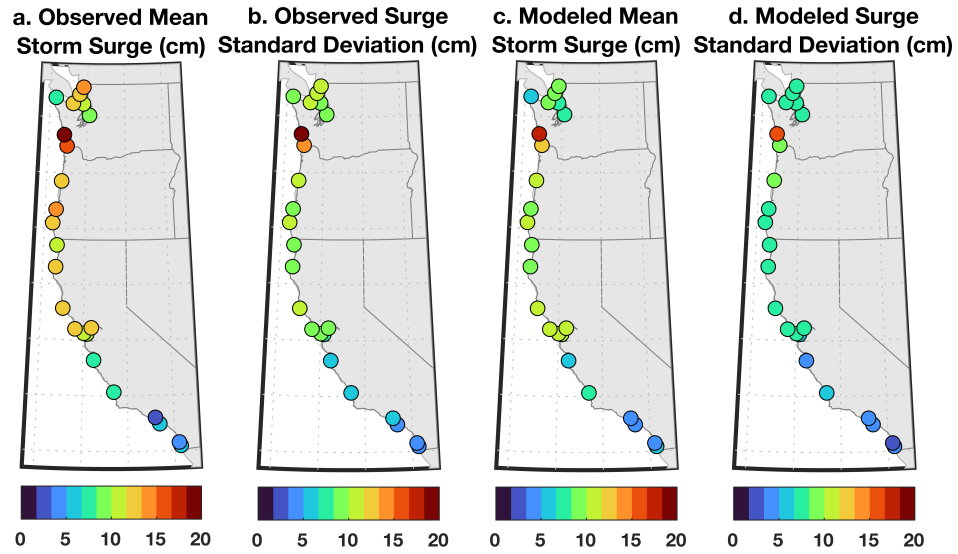 a. Observed Mean
Storm Surge (cm)
b. Observed Surge
Standard Deviation (cm)
c. Modeled Mean
Storm Surge (cm)
d. Modeled Surge
Standard Deviation (cm)
0 5 10 15 20
0 5 10 15 20
0 5 10 15 20
0 5 10 15 20